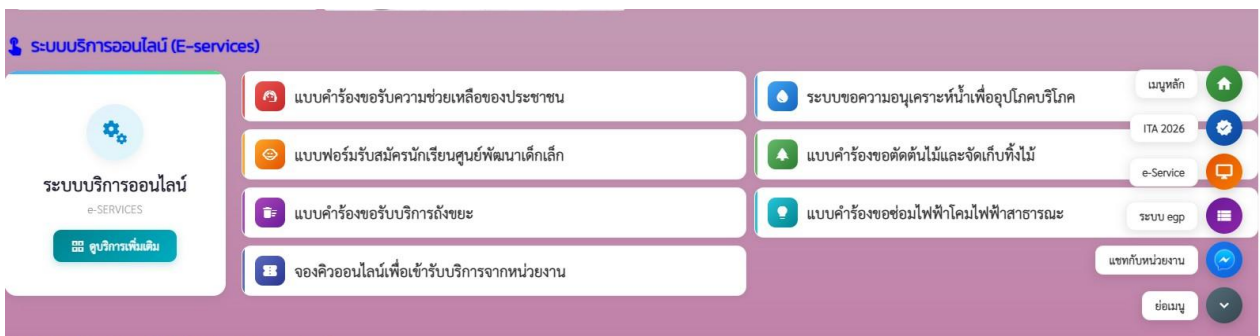 ระบบบริการออนไลน์ (E-services)
ระบบบริการออนไลน์
e-SERVICES
ดูบริการเพิ่มเติม
แบบคำร้องขอรับความช่วยเหลือของประชาชน
ระบบขอความอนุเคราะห์น้ำเพื่ออุปโภคบริโภค
แบบฟอร์มรับสมัครนักเรียนศูนย์พัฒนาเด็กเล็ก
แบบคำร้องขอตัดต้นไม้และจัดเก็บทิ้งไม้
แบบคำร้องขอรับบริการถังขยะ
แบบคำร้องขอซ่อมไฟฟ้าโคมไฟฟ้าสาธารณะ
จองคิวออนไลน์เพื่อเข้ารับบริการจากหน่วยงาน
เมนูหลัก
ITA 2026
e-Service
ระบบ egp
แชทกับหน่วยงาน
ย่อเมนู